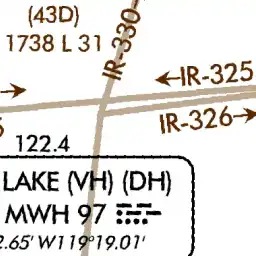 (43D)
1738 L 31
IR-330
←IR-325
IR-326→
122.4
LAKE (VH) (DH)
MWH 97
2.65' W119°19.01'